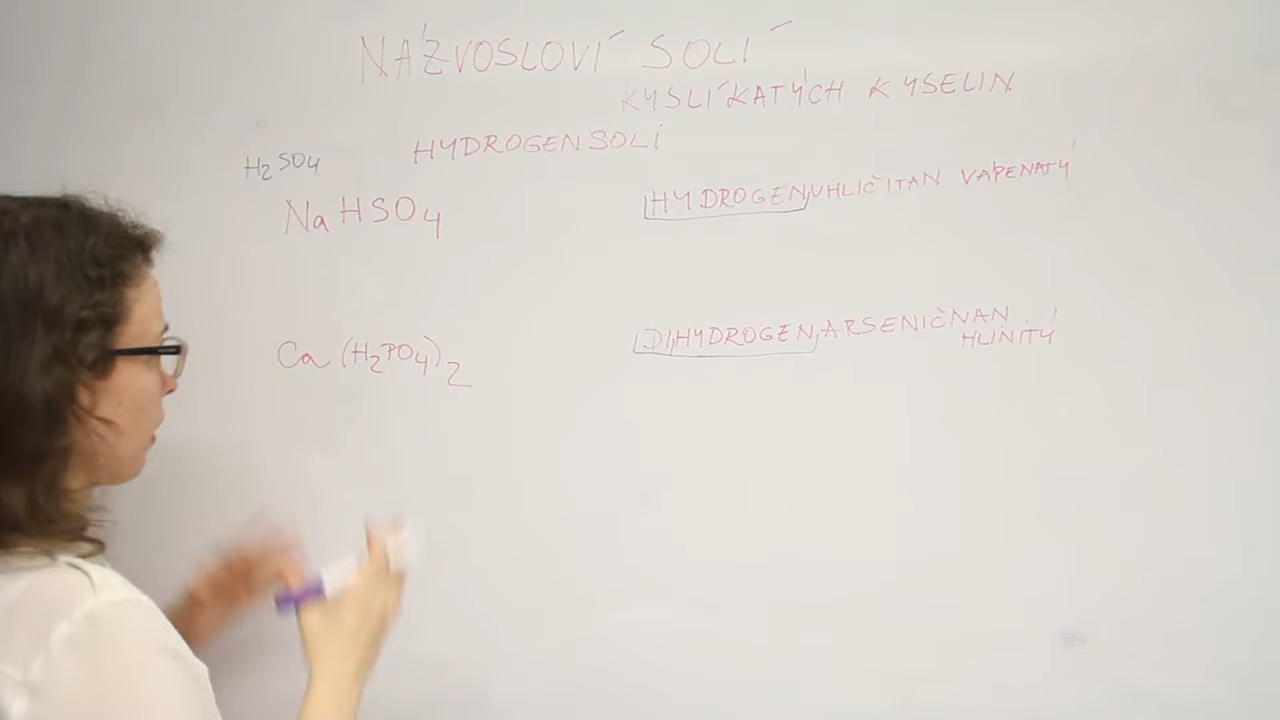 NÁZVOSLOVÍ SOLÍ
KYSLÍKATÝCH KYSELIN
HYDROGENSOLI
H₂SO₄
NaHSO₄
HYDROGENUHLIČITAN VÁPENATÝ
Ca(H₂PO₄)₂
DIHYDROGENARSENIČNAN
HLINITÝ